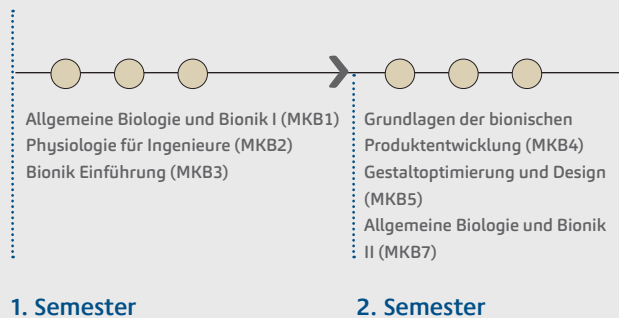 Allgemeine Biologie und Bionik I (MKB1)
Physiologie für Ingenieure (MKB2)
Bionik Einführung (MKB3)
1. Semester
Grundlagen der bionischen
Produktentwicklung (MKB4)
Gestaltoptimierung und Design
(MKB5)
Allgemeine Biologie und Bionik
II (MKB7)
2. Semester